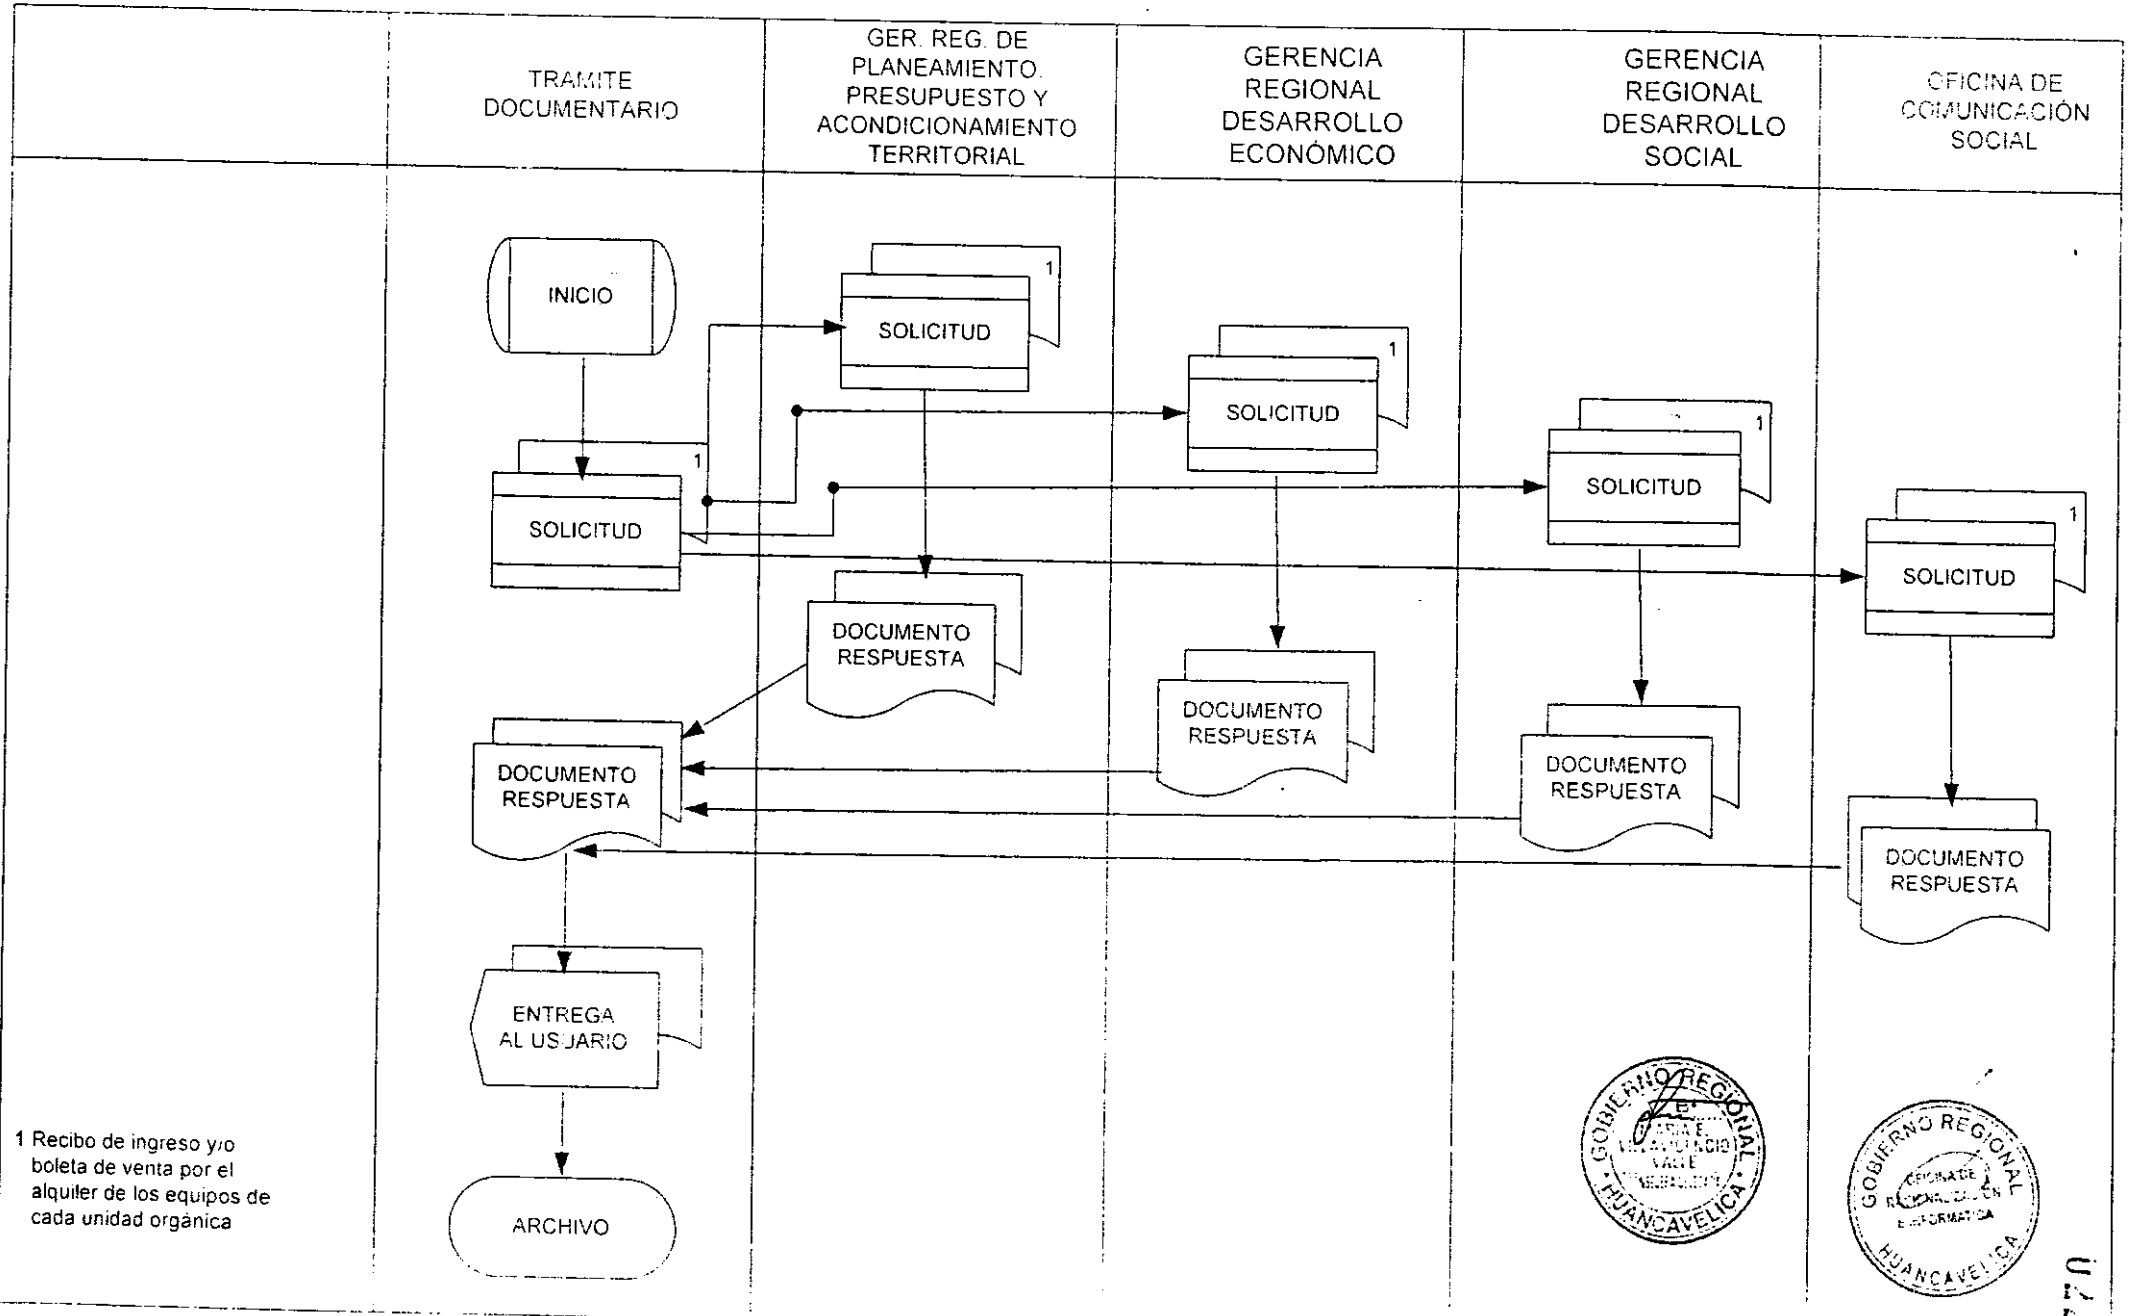 TRAMITE
DOCUMENTARIO
GER. REG. DE
PLANEAMIENTO.
PRESUPUESTO Y
ACONDICIONAMIENTO
TERRITORIAL
GERENCIA
REGIONAL
DESARROLLO
ECONÓMICO
GERENCIA
REGIONAL
DESARROLLO
SOCIAL
OFICINA DE
COMUNICACIÓN
SOCIAL
INICIO
1
SOLICITUD
1
SOLICITUD
1
SOLICITUD
1
SOLICITUD
1
SOLICITUD
DOCUMENTO
RESPUESTA
DOCUMENTO
RESPUESTA
DOCUMENTO
RESPUESTA
DOCUMENTO
RESPUESTA
DOCUMENTO
RESPUESTA
ENTREGA
AL USUARIO
ARCHIVO
1 Recibo de ingreso y/o
boleta de venta por el
alquiler de los equipos de
cada unidad orgánica
GOBIERNO REGIONAL
HUANCAVELICA
GOBIERNO REGIONAL
OFICINA DE
HUANCAVELICA